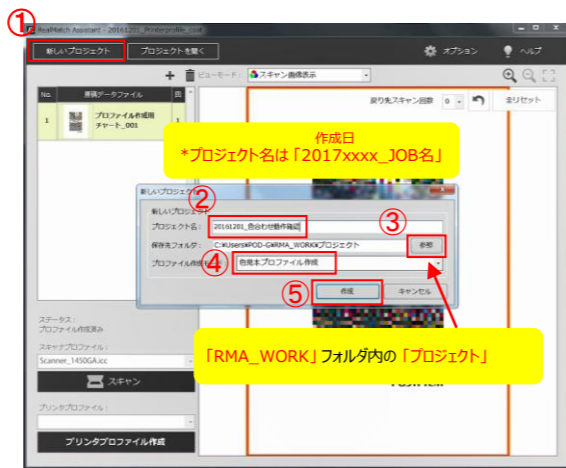 ①
RealMatch Assistant - 20161201_Printerprofile_coat
新しいプロジェクト
プロジェクトを開く
オプション
ヘルプ
ビューモード:
スキャン画像表示
No.
原稿データファイル
1
プロファイル作成用
チャート_001
1
戻り先スキャン回数
0
全リセット
作成日
*プロジェクト名は「2017xxxx_JOB名」
新しいプロジェクト
②
新しいプロジェクト
プロジェクト名:
20161201_色合わせ動作確認
③
保存先フォルダ:
C:¥Users¥POD-G¥RMA_WORK¥プロジェクト
参照
④
色見本プロファイル作成
⑤
作成
キャンセル
ステータス:
プロファイル作成済み
スキャナプロファイル:
Scanner_1450GA.icc
スキャン
「RMA_WORK」フォルダ内の「プロジェクト」
プリンタプロファイル:
プリンタプロファイル作成